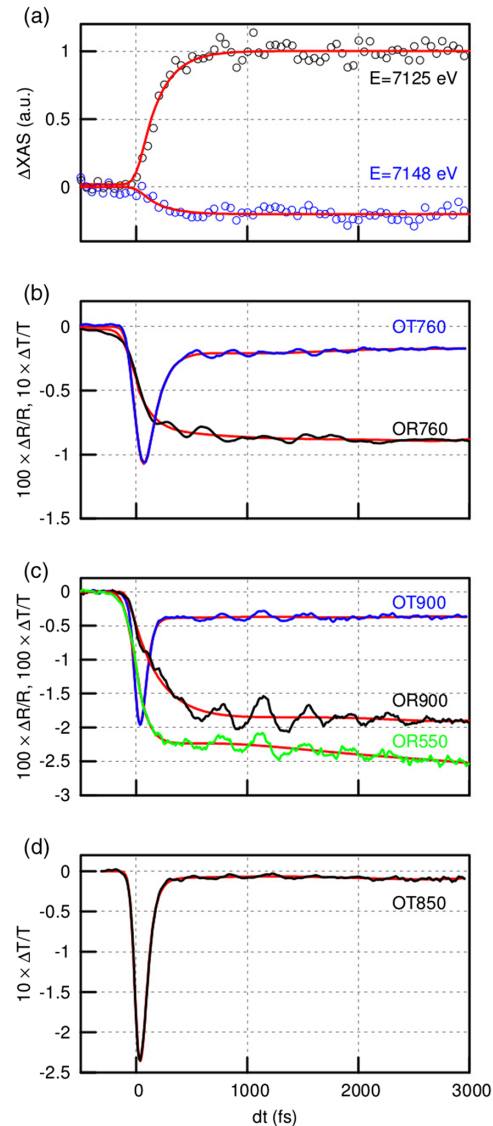 (a)
1
0.5
0
ΔXAS (a.u.)
E=7125 eV
E=7148 eV
(b)
0
-0.5
-1
-1.5
100 × ΔR/R, 10 × ΔT/T
OT760
OR760
(c)
0
-0.5
-1
-1.5
-2
-2.5
-3
100 × ΔR/R, 100 × ΔT/T
OT900
OR900
OR550
(d)
0
-0.5
-1
-1.5
-2
-2.5
10 × ΔT/T
OT850
0 1000 2000 3000
dt (fs)